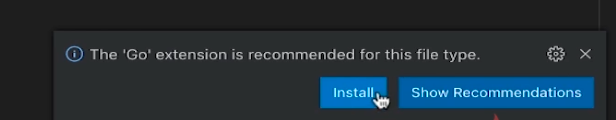 The 'Go' extension is recommended for this file type.
Install
Show Recommendations